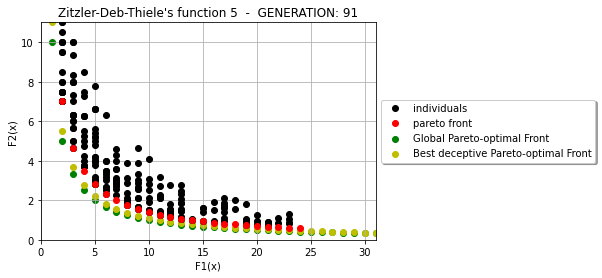 Zitzler-Deb-Thiele's function 5 - GENERATION: 91
F2(x)
10
8
6
4
2
0
0 5 10 15 20 25 30
F1(x)
individuals
pareto front
Global Pareto-optimal Front
Best deceptive Pareto-optimal Front